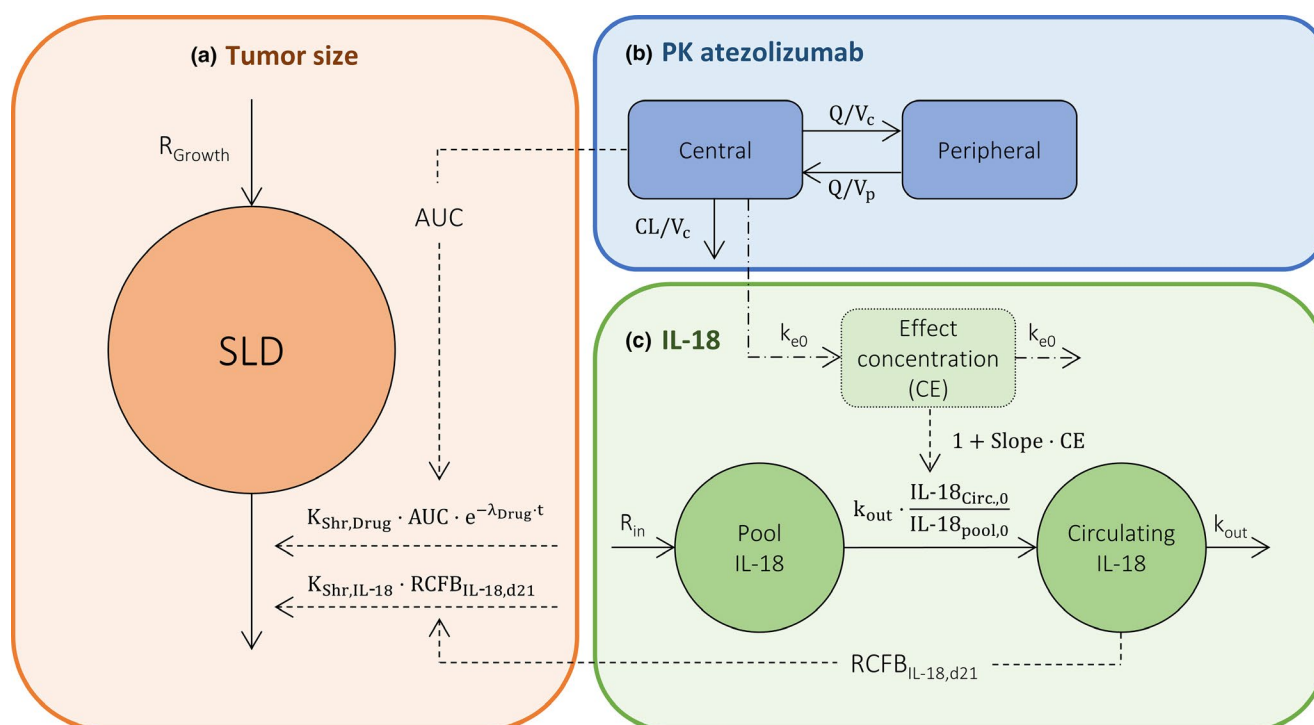 (a) Tumor size
R_Growth
SLD
AUC
K_Shr,Drug · AUC · e^−λ_Drug·t
K_Shr,IL-18 · RCFB_IL-18,d21
(b) PK atezolizumab
Central
Q/V_c
Q/V_p
Peripheral
CL/V_c
(c) IL-18
k_e0
Effect
concentration
(CE)
k_e0
1 + Slope · CE
R_in
Pool
IL-18
k_out · IL-18_Circ.,0
IL-18_pool,0
Circulating
IL-18
k_out
RCFB_IL-18,d21